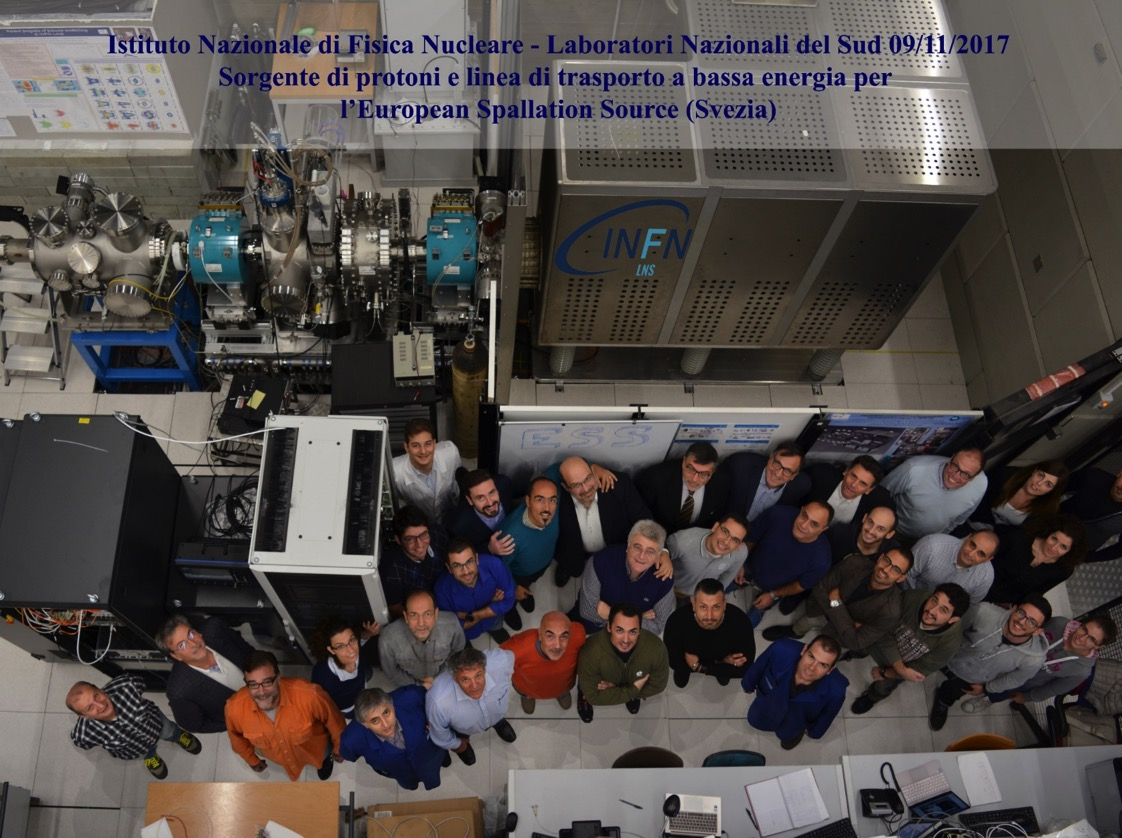 Istituto Nazionale di Fisica Nucleare - Laboratori Nazionali del Sud 09/11/2017
Sorgente di protoni e linea di trasporto a bassa energia per
l’European Spallation Source (Svezia)
INFN
LNS
ESS